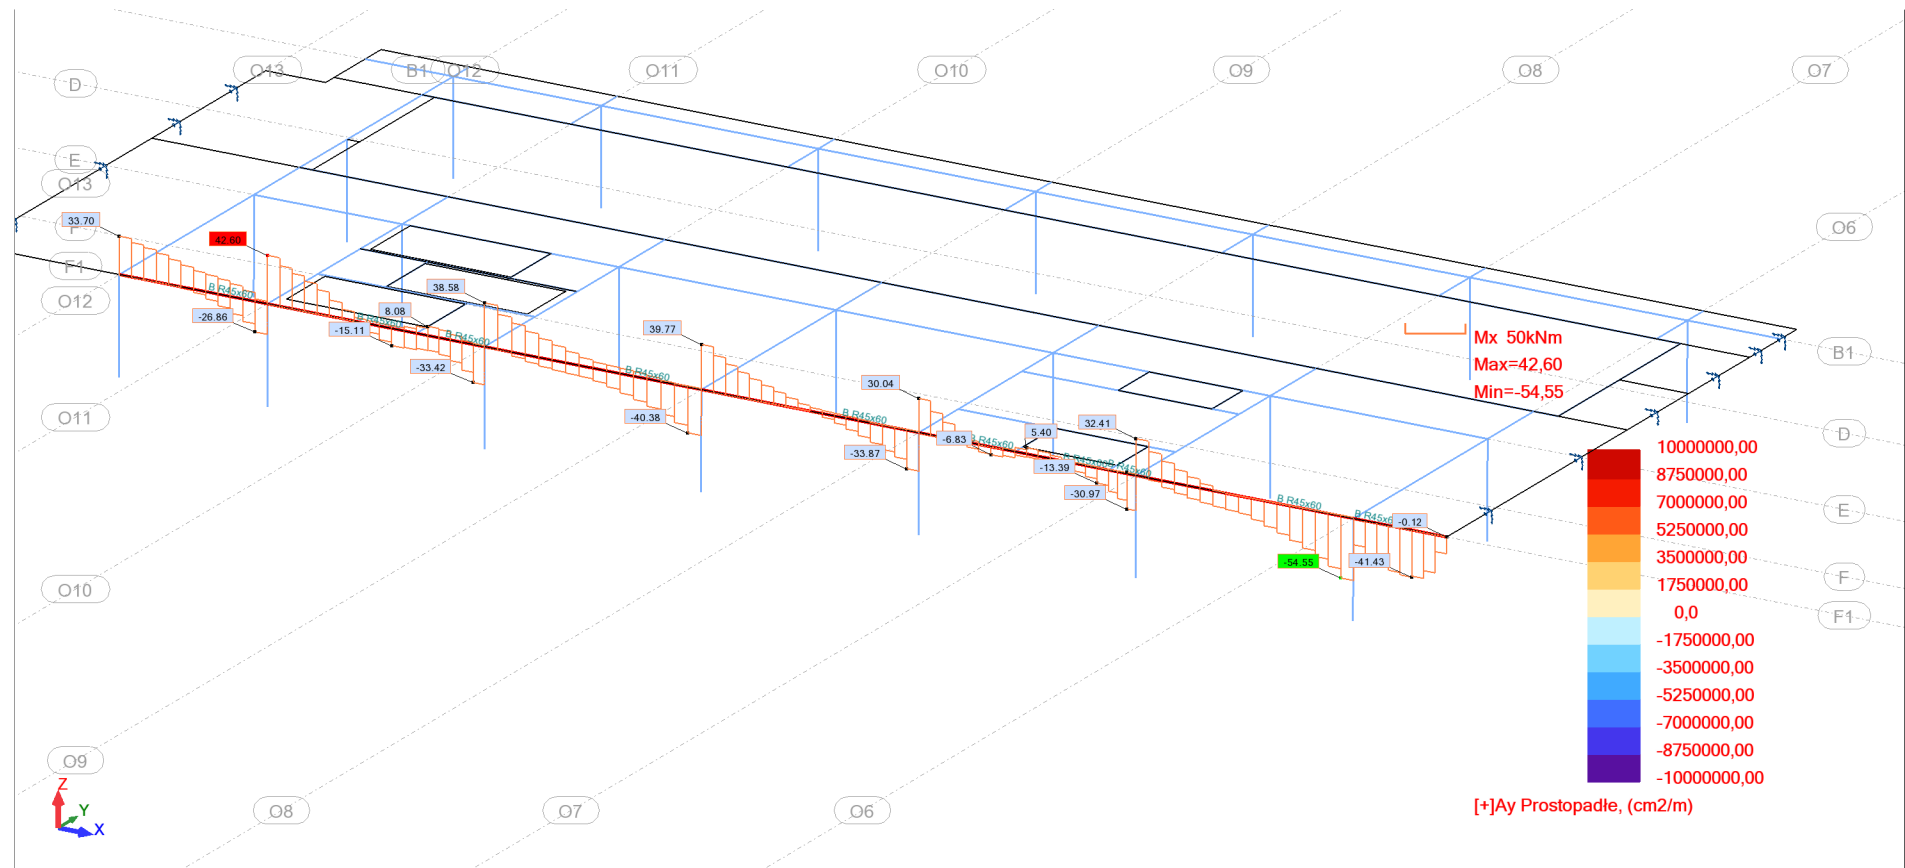 O13
B1
O12
O11
O10
O9
O8
O7
D
E
O13
F
F1
O12
O11
O10
O9
O8
O7
O6
O6
B1
D
E
F
F1
33.70
42.60
B R45x60
-26.86
38.58
8.08
-15.11
B R45x60
B R45x60
-33.42
39.77
B R45x60
-40.38
30.04
B R45x60
-33.87
-6.83
B R45x60
5.40
32.41
-13.39
B R45x60
B R45x60
-30.97
B R45x60
-54.55
-0.12
-41.43
Mx 50kNm
Max=42,60
Min=-54,55
10000000,00
8750000,00
7000000,00
5250000,00
3500000,00
1750000,00
0,0
-1750000,00
-3500000,00
-5250000,00
-7000000,00
-8750000,00
-10000000,00
[+]Ay Prostopadłe, (cm2/m)
Z
Y
X